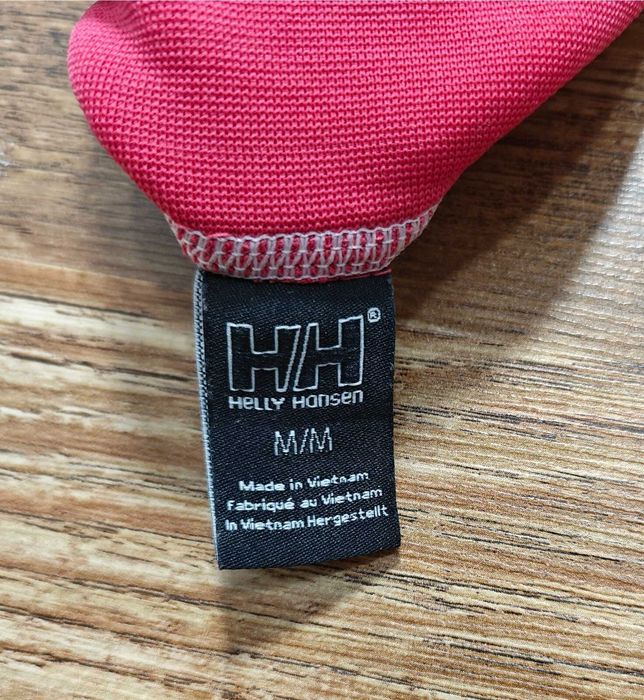 HH®
HELLY HANSEN
M/M
Made in Vietnam
Fabriqué au Vietnam
In Vietnam Hergestellt